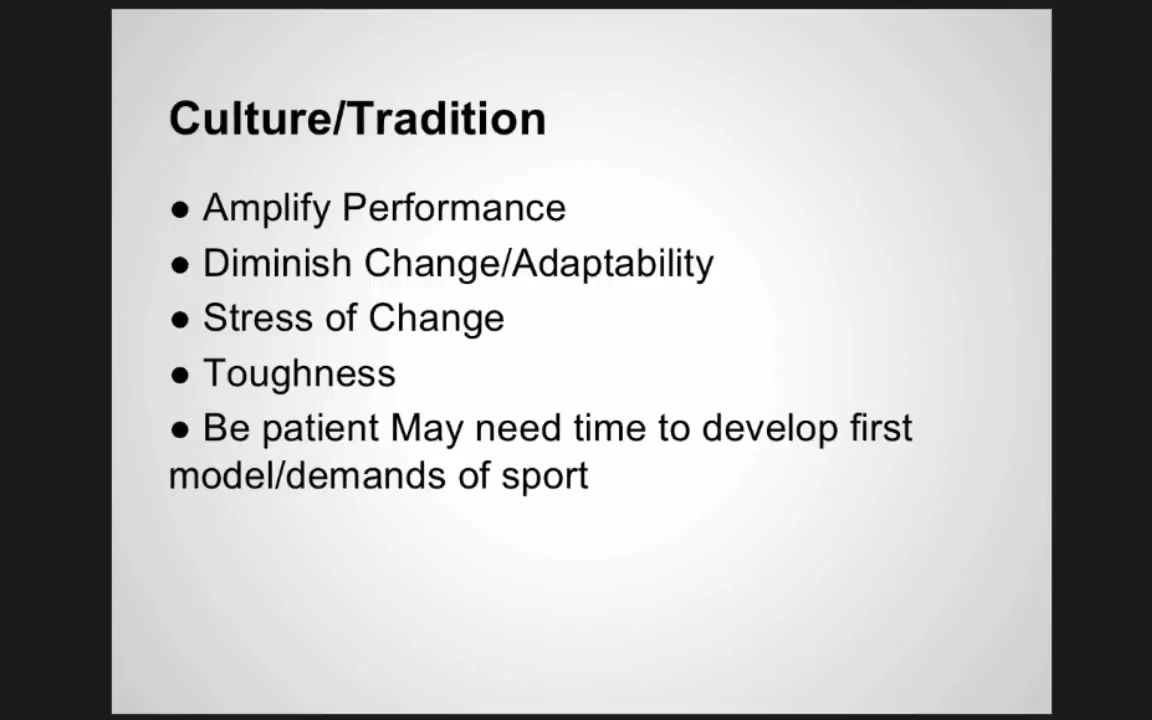 Culture/Tradition
● Amplify Performance
● Diminish Change/Adaptability
● Stress of Change
● Toughness
● Be patient May need time to develop first
model/demands of sport